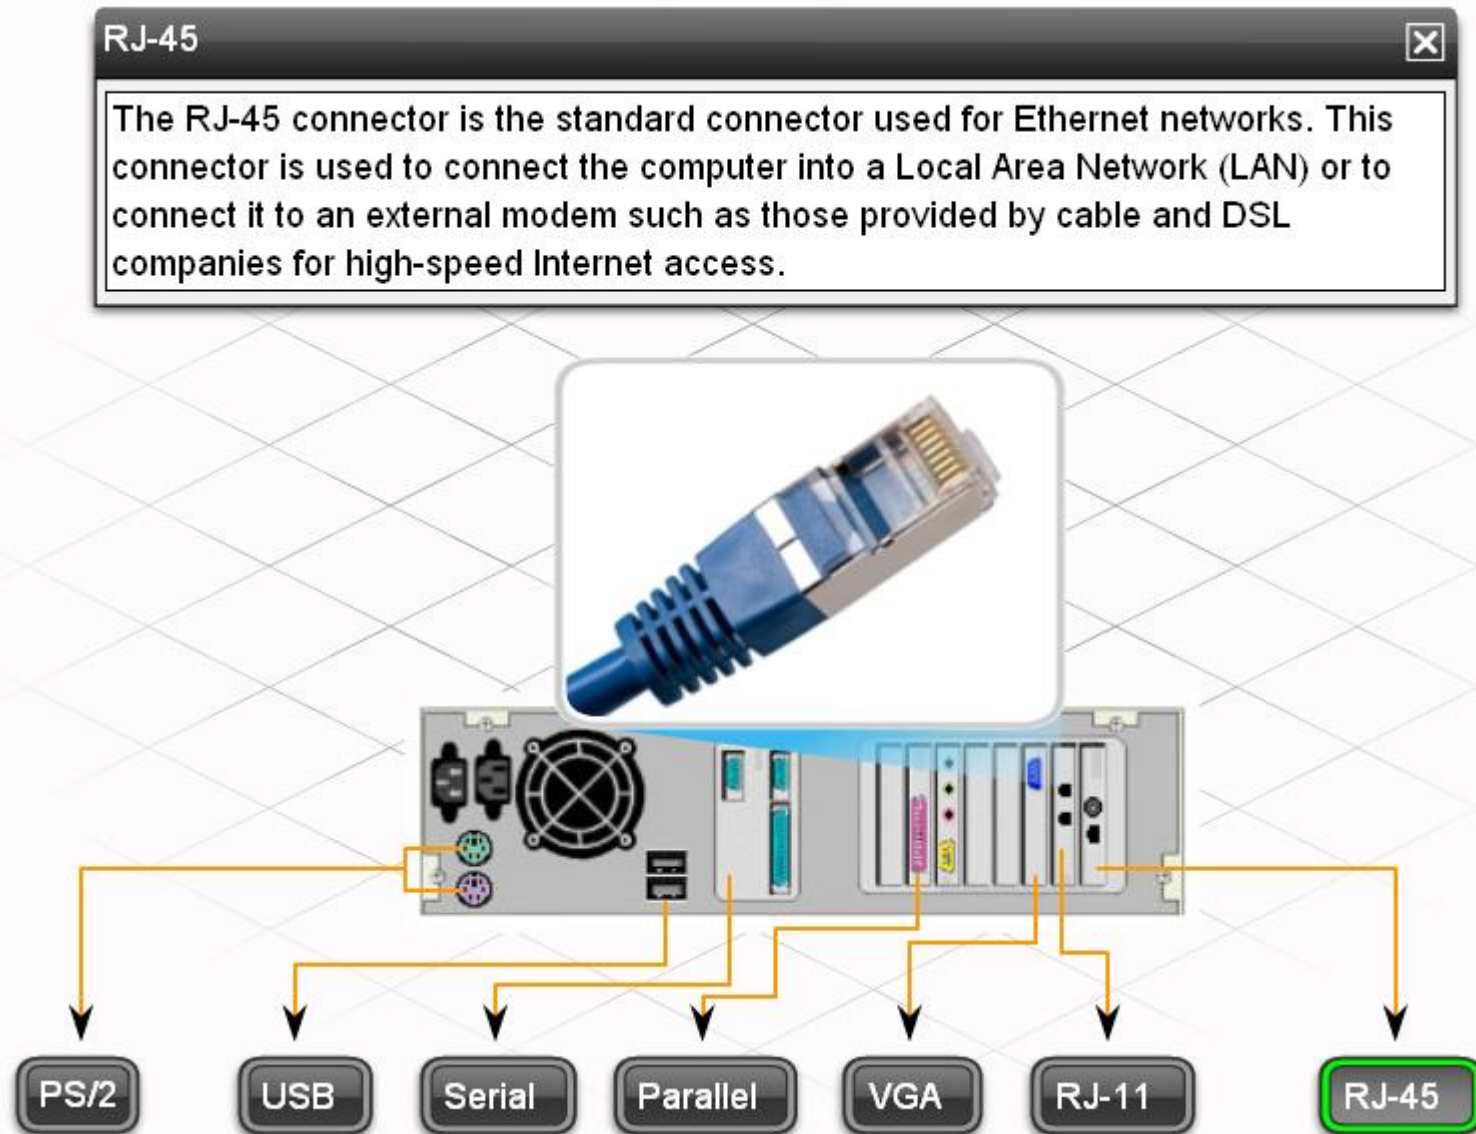 RJ-45
The RJ-45 connector is the standard connector used for Ethernet networks. This
connector is used to connect the computer into a Local Area Network (LAN) or to
connect it to an external modem such as those provided by cable and DSL
companies for high-speed Internet access.
PS/2
USB
Serial
Parallel
VGA
RJ-11
RJ-45